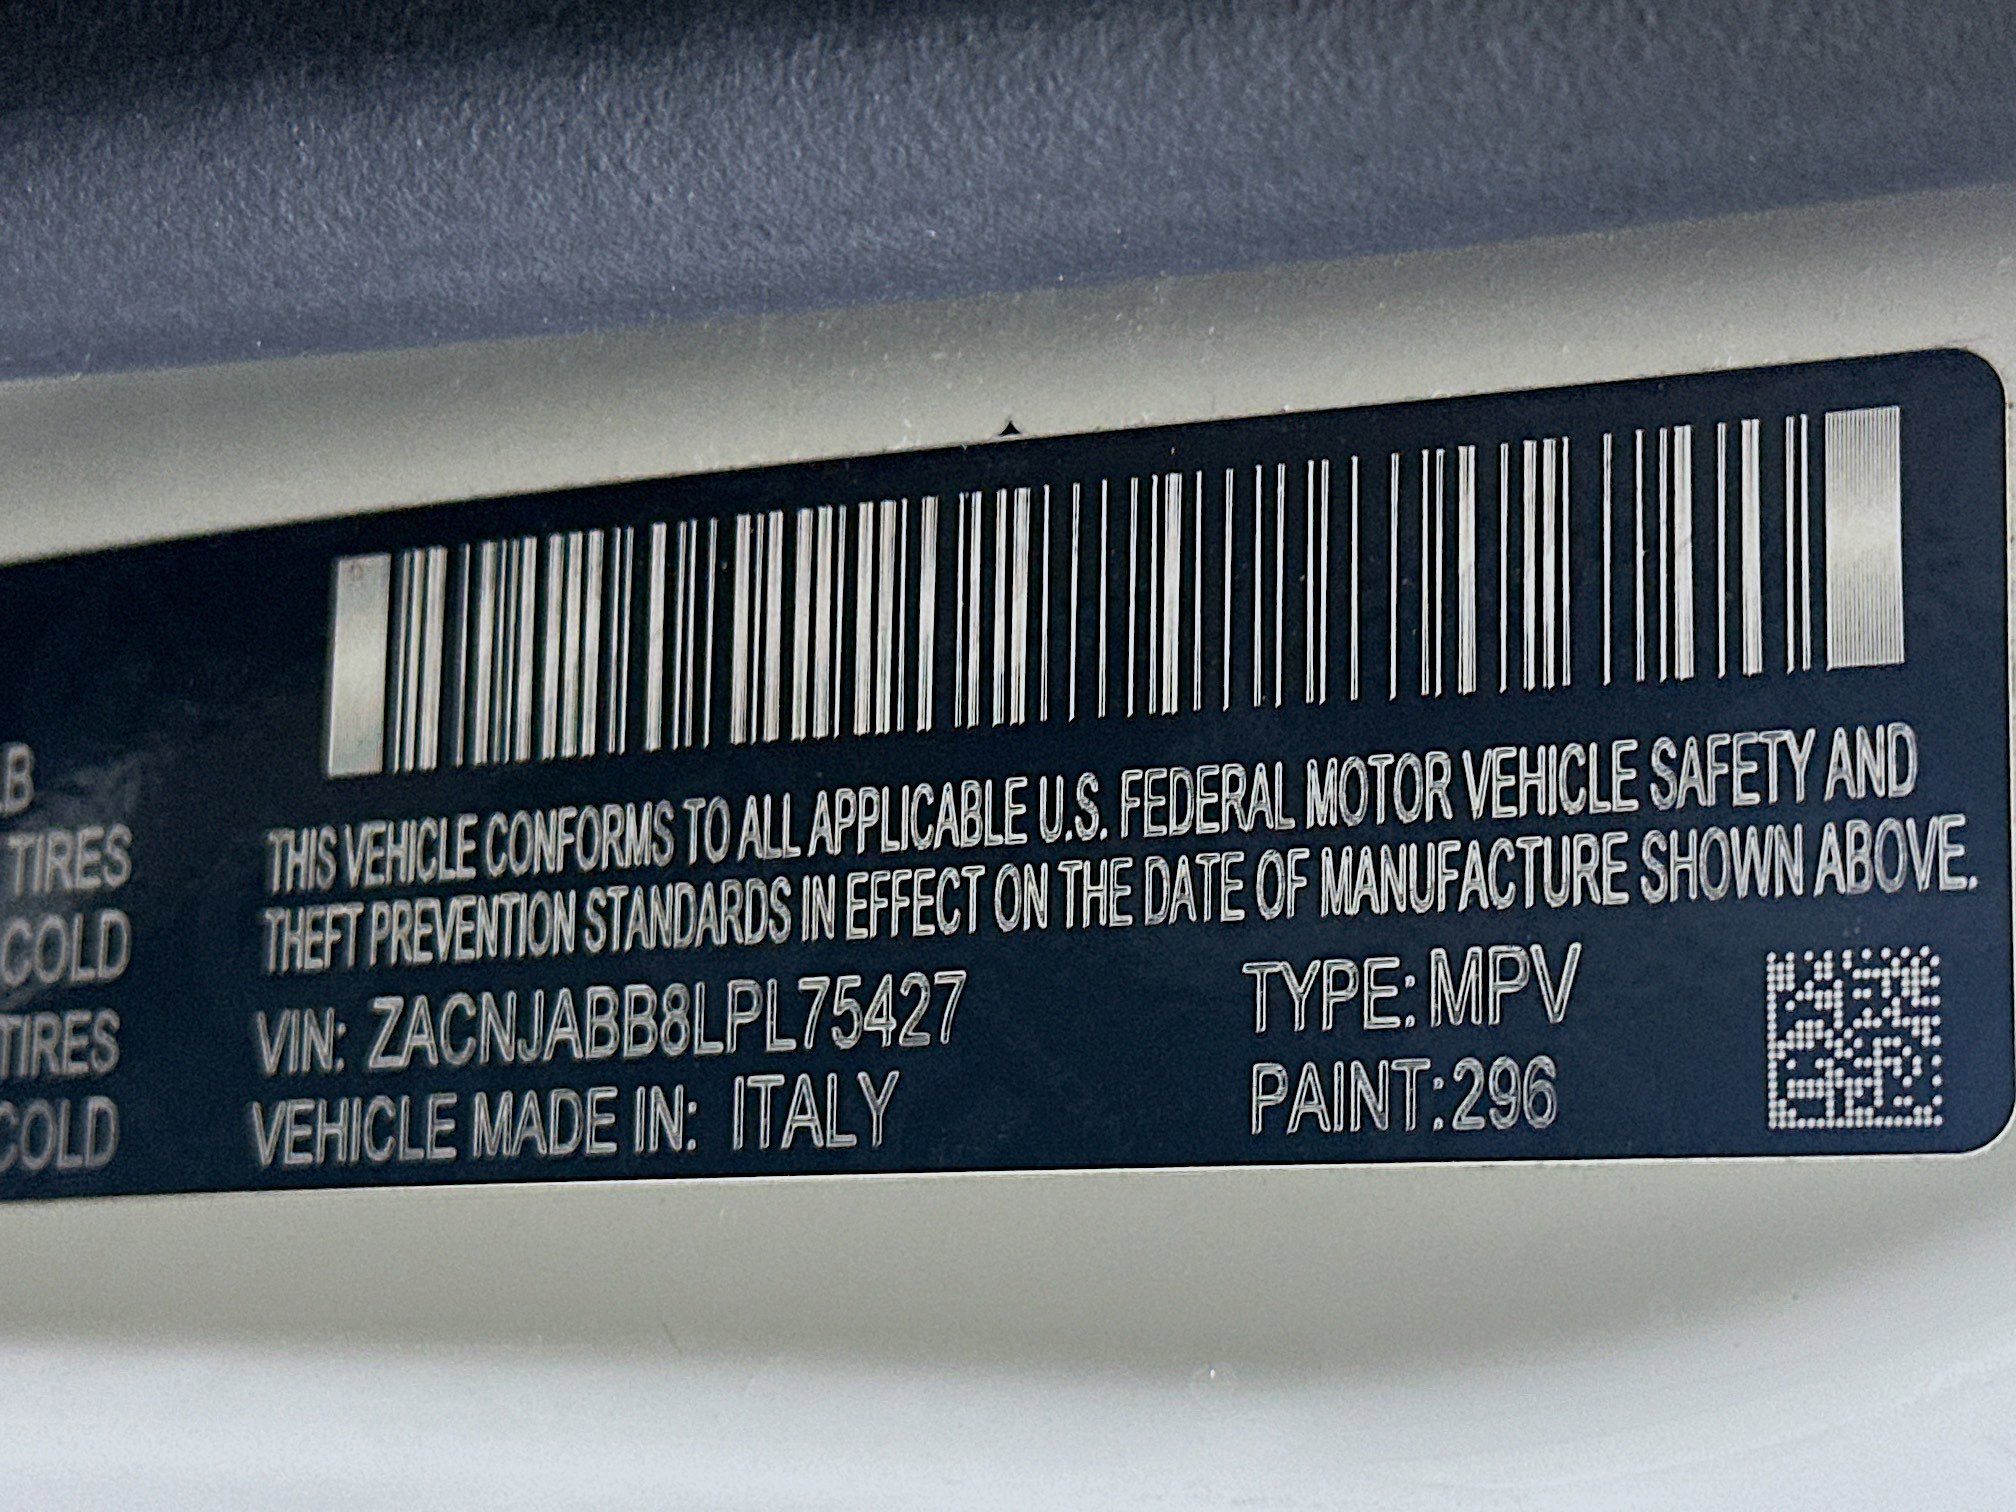 LB
TIRES
COLD
TIRES
COLD
THIS VEHICLE CONFORMS TO ALL APPLICABLE U.S. FEDERAL MOTOR VEHICLE SAFETY AND
THEFT PREVENTION STANDARDS IN EFFECT ON THE DATE OF MANUFACTURE SHOWN ABOVE.
VIN: ZACNJABB8LPL75427
TYPE: MPV
VEHICLE MADE IN: ITALY
PAINT: 296